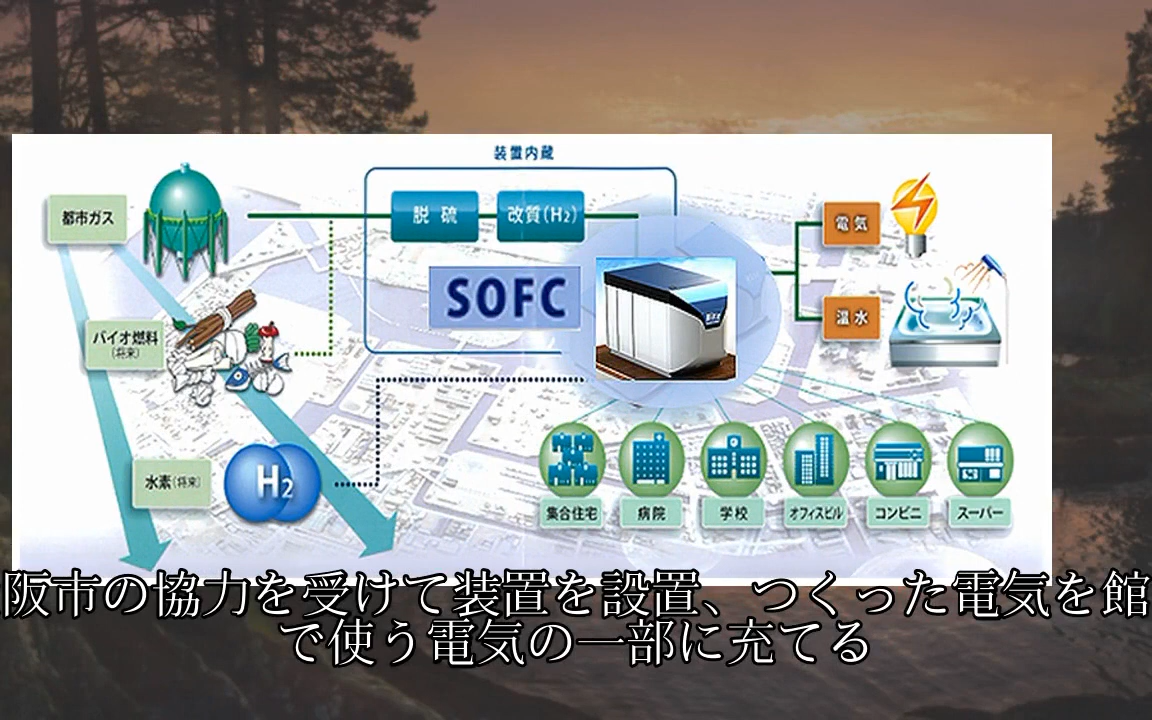 装置内蔵
都市ガス
脱硫
改質(H₂)
電気
SOFC
温水
バイオ燃料
(将来)
水素(将来)
H₂
集合住宅
病院
学校
オフィスビル
コンビニ
スーパー
阪市の協力を受けて装置を設置、つくった電気を館
で使う電気の一部に充てる